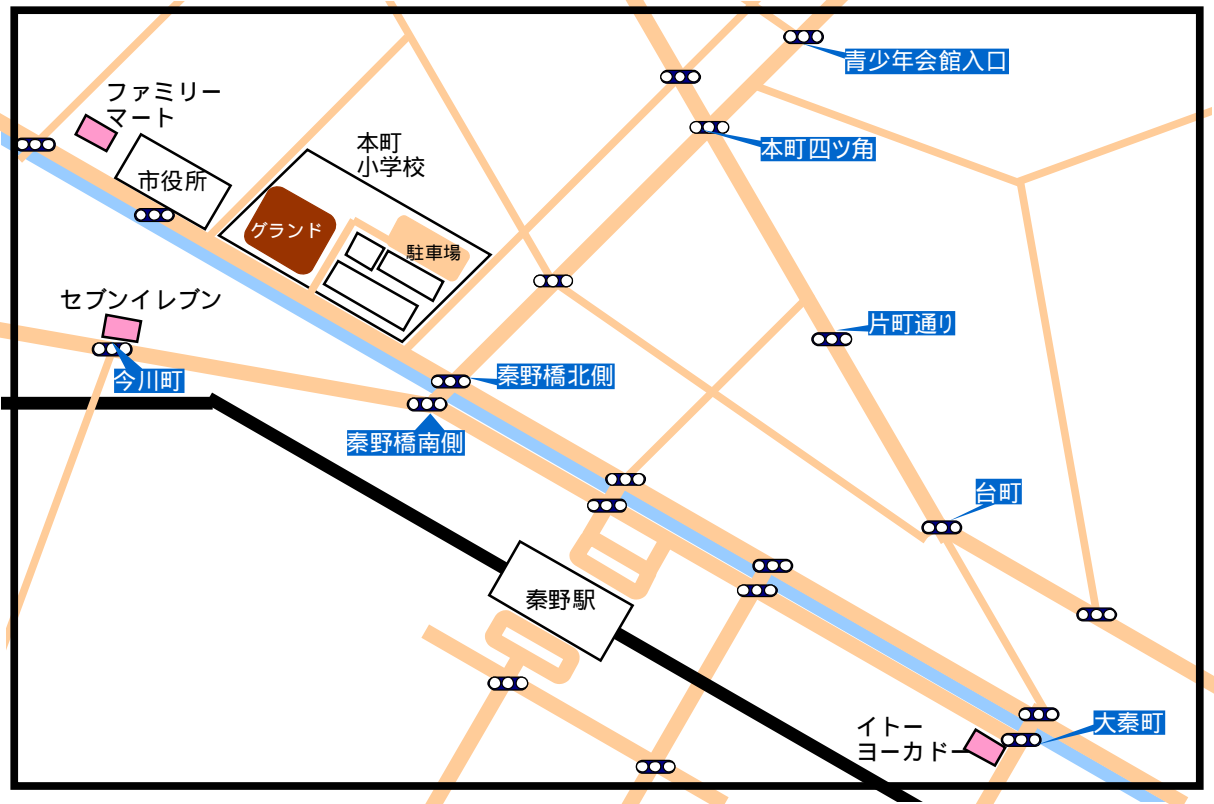 青少年会館入口
ファミリー
マート
本町
小学校
本町四ツ角
市役所
グランド
駐車場
セブンイレブン
片町通り
今川町
秦野橋北側
秦野橋南側
台町
秦野駅
イトー
ヨーカドー
大秦町